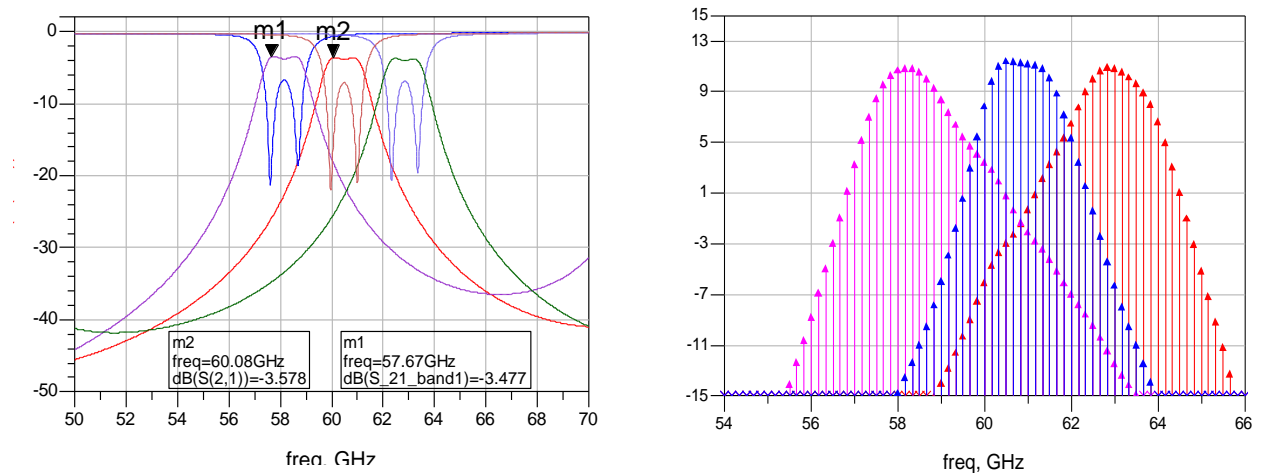 m1
m2
0
-10
-20
-30
-40
-50
m2
freq=60.08GHz
dB(S(2,1))=-3.578
m1
freq=57.67GHz
dB(S_21_band1)=-3.477
50 52 54 56 58 60 62 64 66 68 70
freq, GHz
15
13
9
5
1
-3
-7
-11
-15
54 56 58 60 62 64 66
freq, GHz